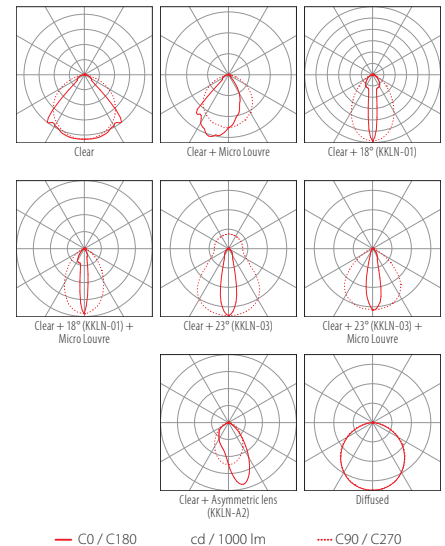 Clear
Clear + Micro Louvre
Clear + 18° (KKLN-01)
Clear + 18° (KKLN-01) +
Micro Louvre
Clear + 23° (KKLN-03)
Clear + 23° (KKLN-03) +
Micro Louvre
Clear + Asymmetric lens
(KKLN-A2)
Diffused
C0 / C180 cd / 1000 lm C90 / C270